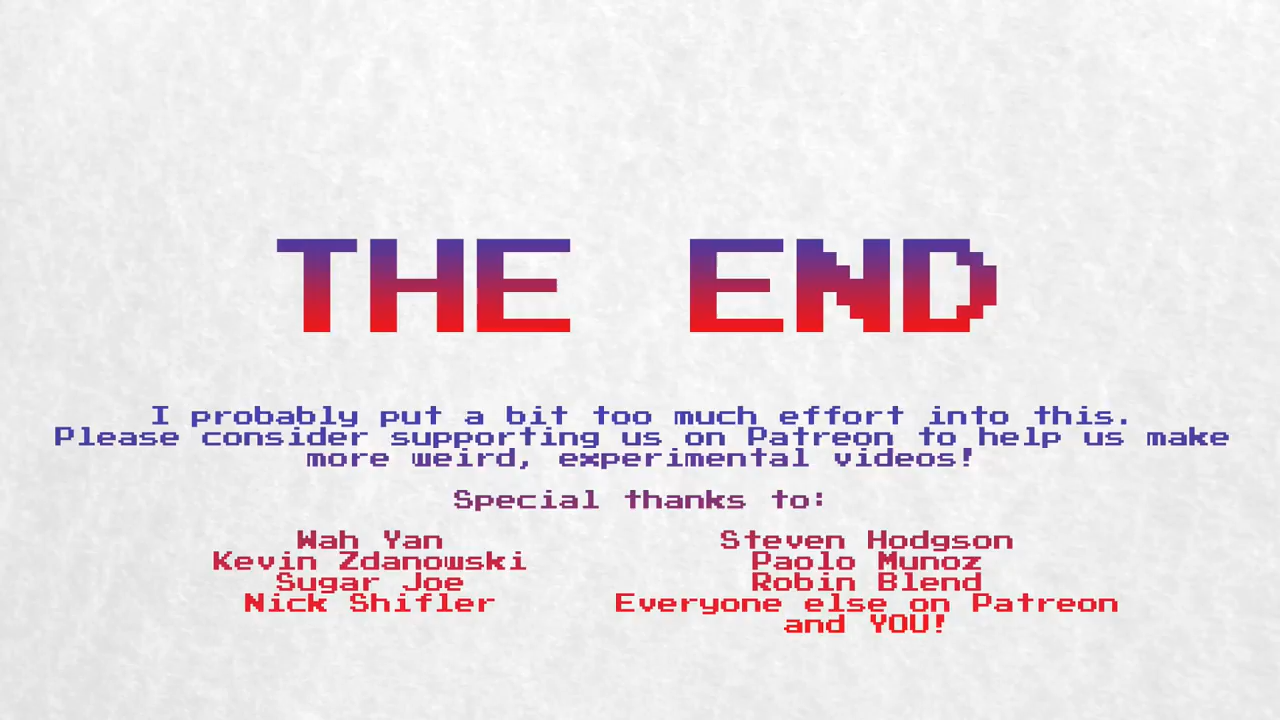 THE END
I probably put a bit too much effort into this.
Please consider supporting us on Patreon to help us make
more weird, experimental videos!
Special thanks to:
Wah Yan
Kevin Zdanowski
Sugar Joe
Nick Shifler
Steven Hodgson
Paolo Munoz
Robin Blend
Everyone else on Patreon
and YOU!